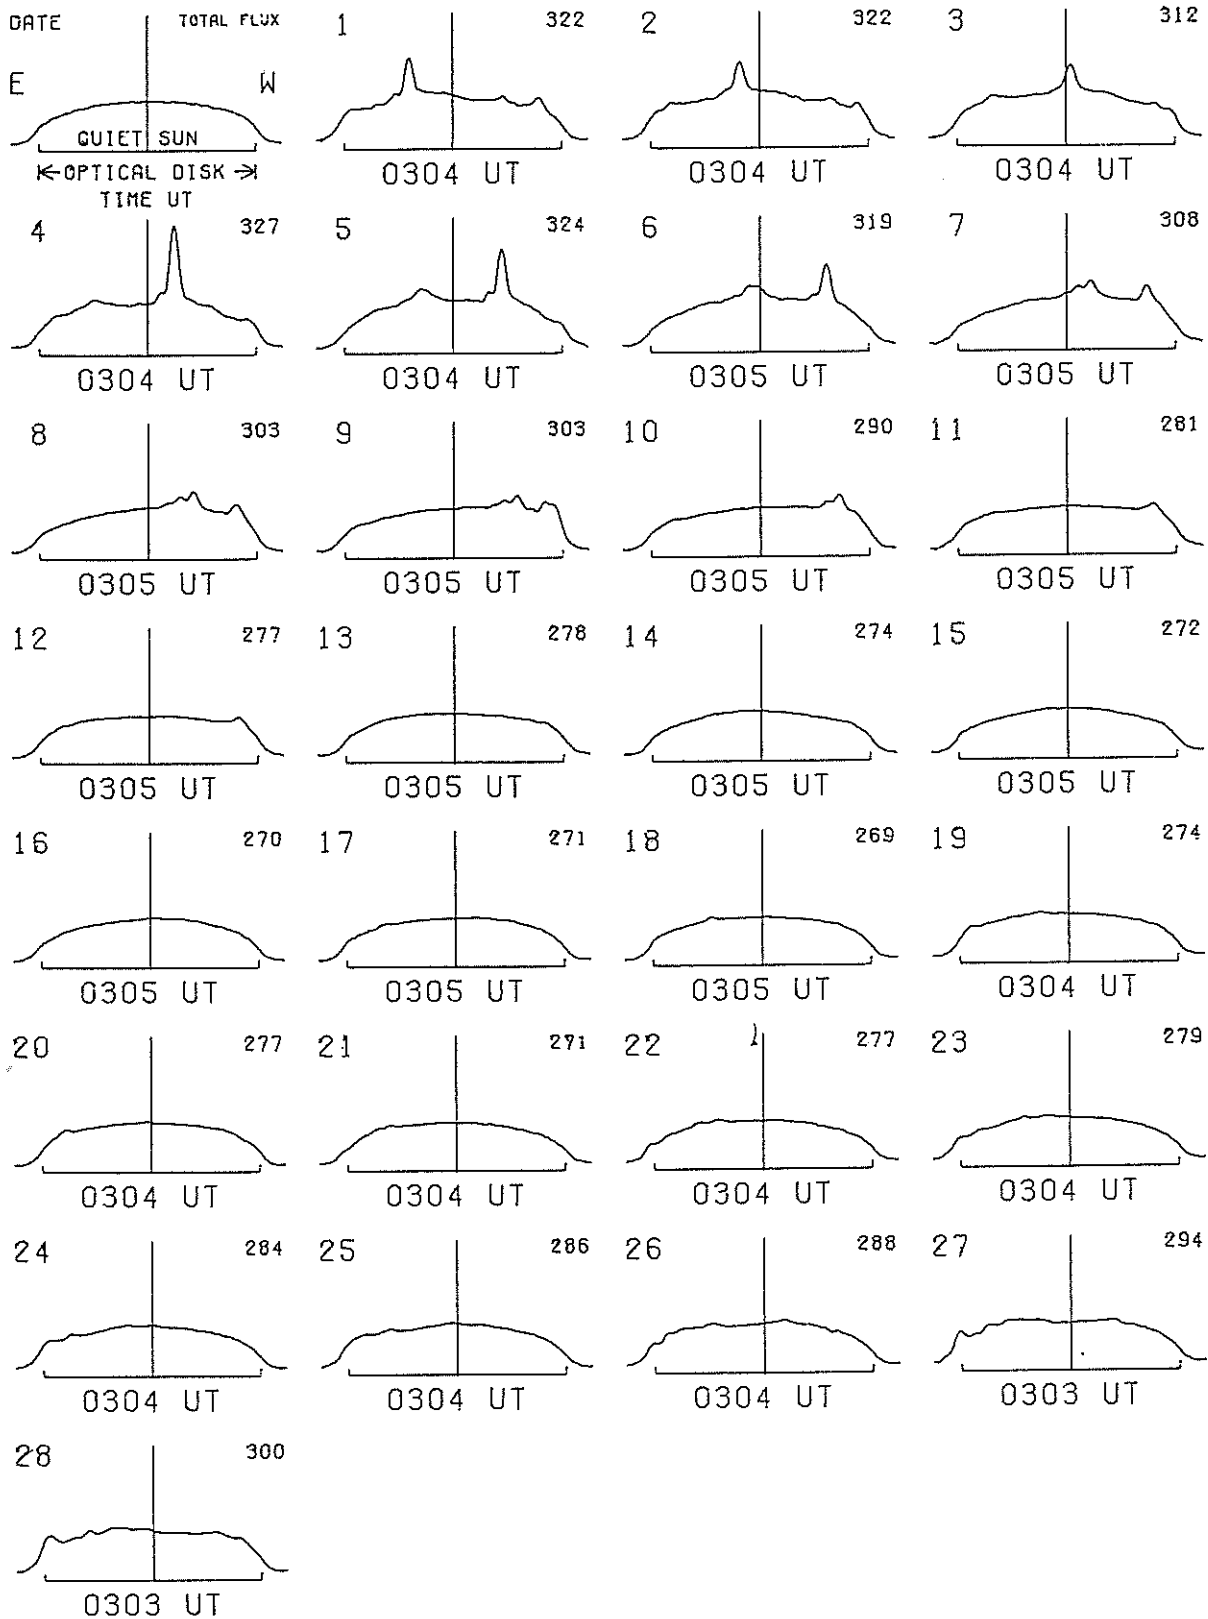 DATE TOTAL FLUX
E W
QUIET SUN
OPTICAL DISK
TIME UT
1 322
0304 UT
2 322
0304 UT
3 312
0304 UT
4 327
0304 UT
5 324
0304 UT
6 319
0305 UT
7 308
0305 UT
8 303
0305 UT
9 303
0305 UT
10 290
0305 UT
11 281
0305 UT
12 277
0305 UT
13 278
0305 UT
14 274
0305 UT
15 272
0305 UT
16 270
0305 UT
17 271
0305 UT
18 269
0305 UT
19 274
0304 UT
20 277
0304 UT
21 271
0304 UT
22 277
0304 UT
23 279
0304 UT
24 284
0304 UT
25 286
0304 UT
26 288
0304 UT
27 294
0303 UT
28 300
0303 UT